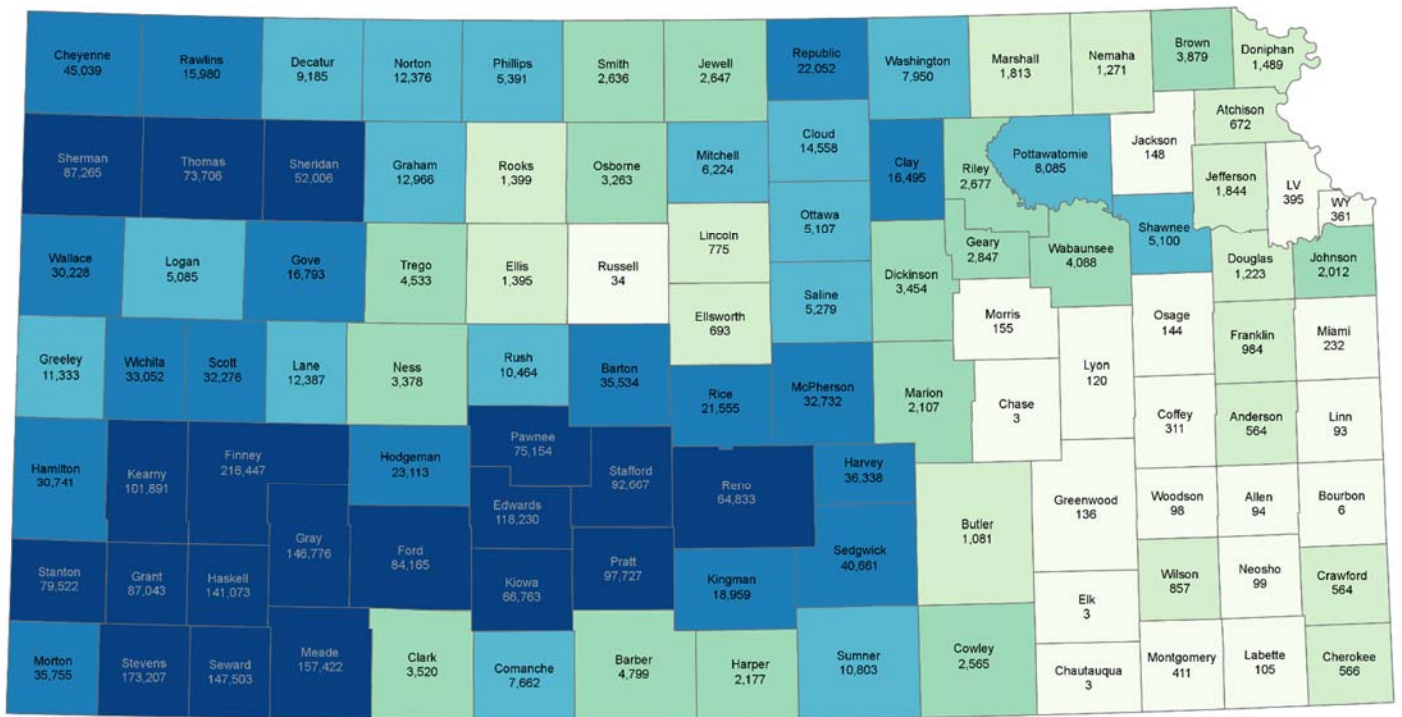 Cheyenne
45,039
Rawlins
15,980
Decatur
9,185
Norton
12,376
Phillips
5,391
Smith
2,636
Jewell
2,647
Republic
22,052
Washington
7,950
Marshall
1,813
Nemaha
1,271
Brown
3,879
Doniphan
1,489
Sherman
87,265
Thomas
73,706
Sheridan
52,006
Graham
12,966
Rooks
1,399
Osborne
3,263
Mitchell
6,224
Cloud
14,558
Clay
16,495
Riley
2,677
Pottawatomie
8,085
Jackson
148
Atchison
672
Jefferson
1,844
LV
395
WY
361
Wallace
30,228
Logan
5,085
Gove
16,793
Trego
4,533
Ellis
1,395
Russell
34
Lincoln
775
Ottawa
5,107
Dickinson
3,454
Geary
2,847
Wabaunsee
4,088
Shawnee
5,100
Douglas
1,223
Johnson
2,012
Ellsworth
693
Saline
5,279
Morris
155
Osage
144
Franklin
984
Miami
232
Greeley
11,333
Wichita
33,052
Scott
32,276
Lane
12,387
Ness
3,378
Rush
10,464
Barton
35,534
Rice
21,555
McPherson
32,732
Marion
2,107
Chase
3
Lyon
120
Coffey
311
Anderson
564
Linn
93
Hamilton
30,741
Kearny
101,891
Finney
216,447
Hodgeman
23,113
Pawnee
75,154
Stafford
92,667
Reno
64,833
Harvey
36,338
Edwards
118,230
Gray
146,776
Ford
84,165
Butler
1,081
Greenwood
136
Woodson
98
Allen
94
Bourbon
6
Stanton
79,522
Grant
87,043
Haskell
141,073
Kiowa
66,763
Pratt
97,727
Kingman
18,959
Sedgwick
40,661
Elk
3
Wilson
857
Neosho
99
Crawford
564
Morton
35,755
Stevens
173,207
Seward
147,503
Meade
157,422
Clark
3,520
Comanche
7,662
Barber
4,799
Harper
2,177
Sumner
10,803
Cowley
2,565
Chautauqua
3
Montgomery
411
Labette
105
Cherokee
566